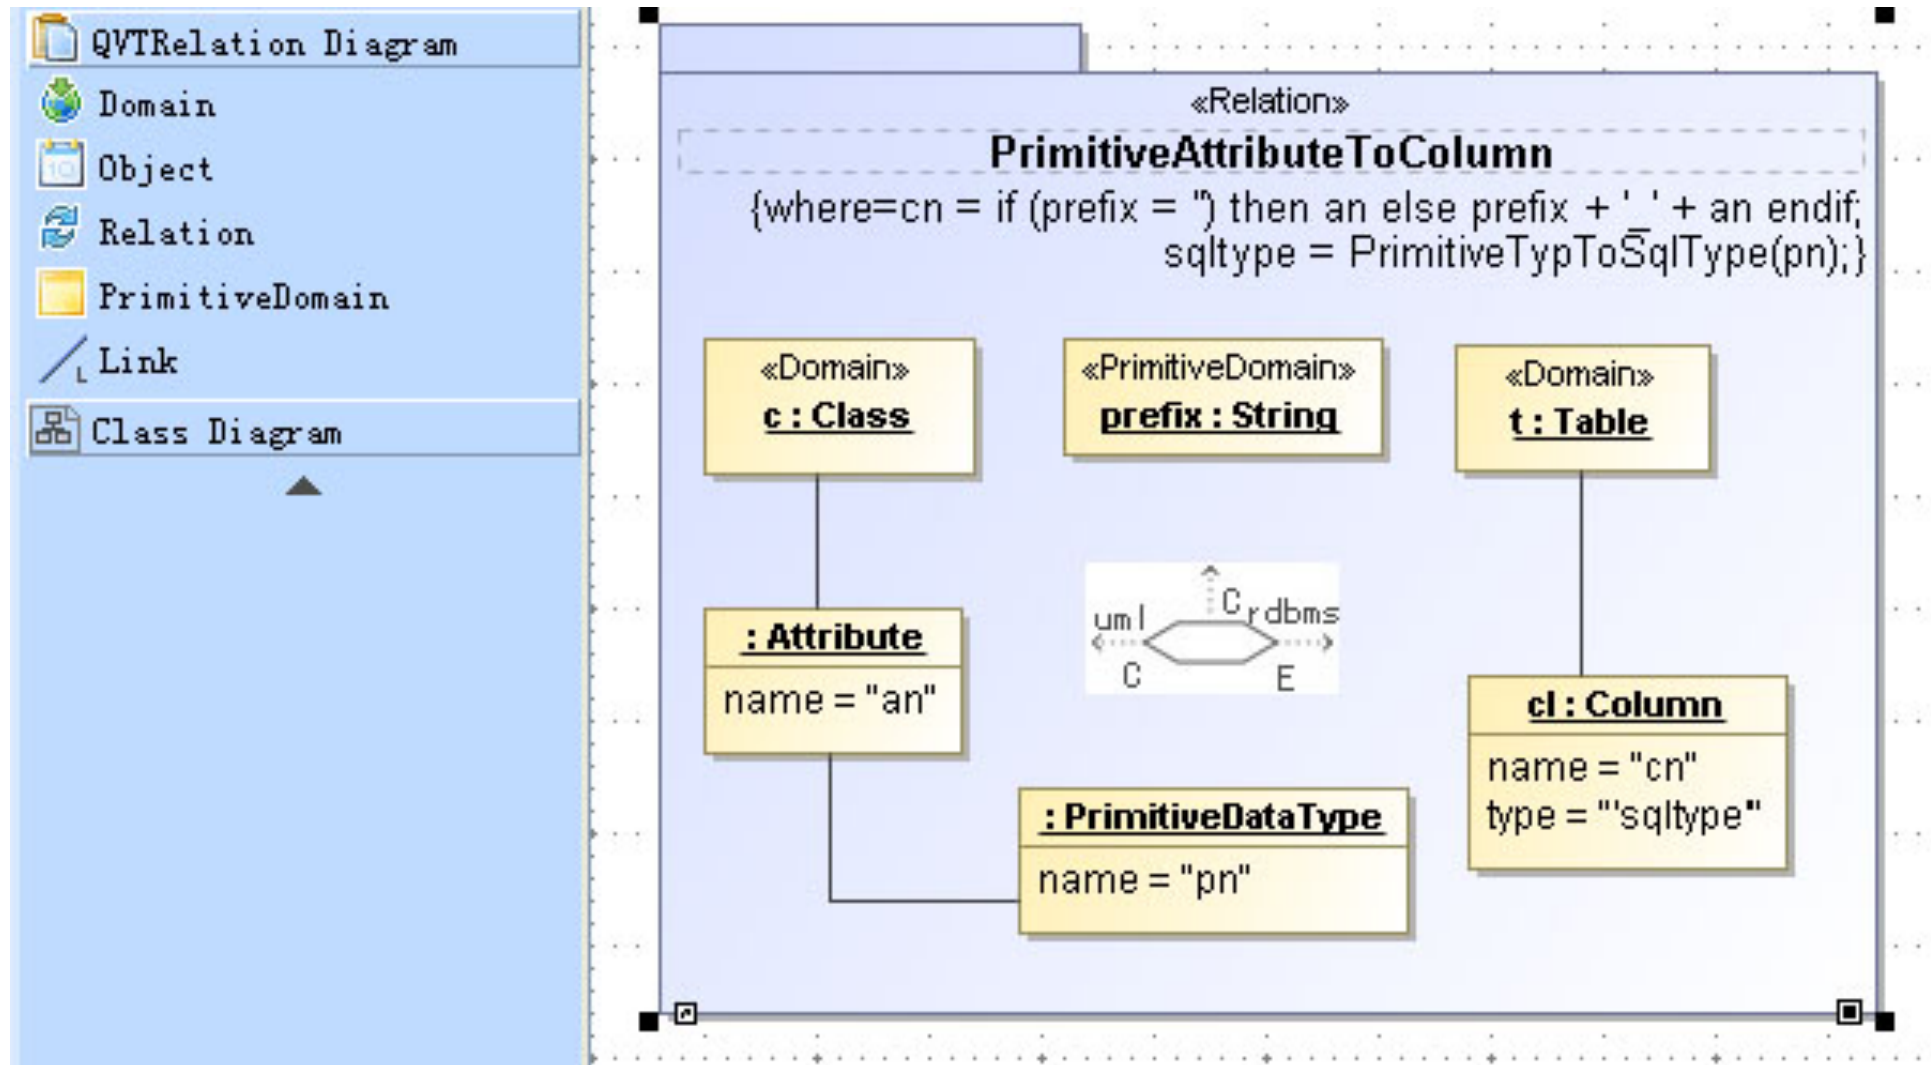 QVTRelation Diagram
Domain
Object
Relation
PrimitiveDomain
Link
Class Diagram
«Relation»
PrimitiveAttributeToColumn
{where=cn = if (prefix = '') then an else prefix + '_' + an endif;
sqltype = PrimitiveTypToSqlType(pn);}
«Domain»
c : Class
«PrimitiveDomain»
prefix : String
«Domain»
t : Table
uml
C
rdbms
C
E
: Attribute
name = "an"
cl : Column
name = "cn"
type = "'sqltype'"
: PrimitiveDataType
name = "pn"